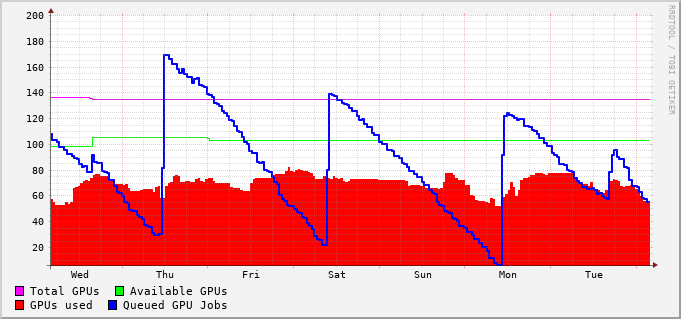 200
180
160
140
120
100
80
60
40
20
Wed Thu Fri Sat Sun Mon Tue
Total GPUs Available GPUs
GPUs used Queued GPU Jobs
RRDTOOL / TOBI OETIKER